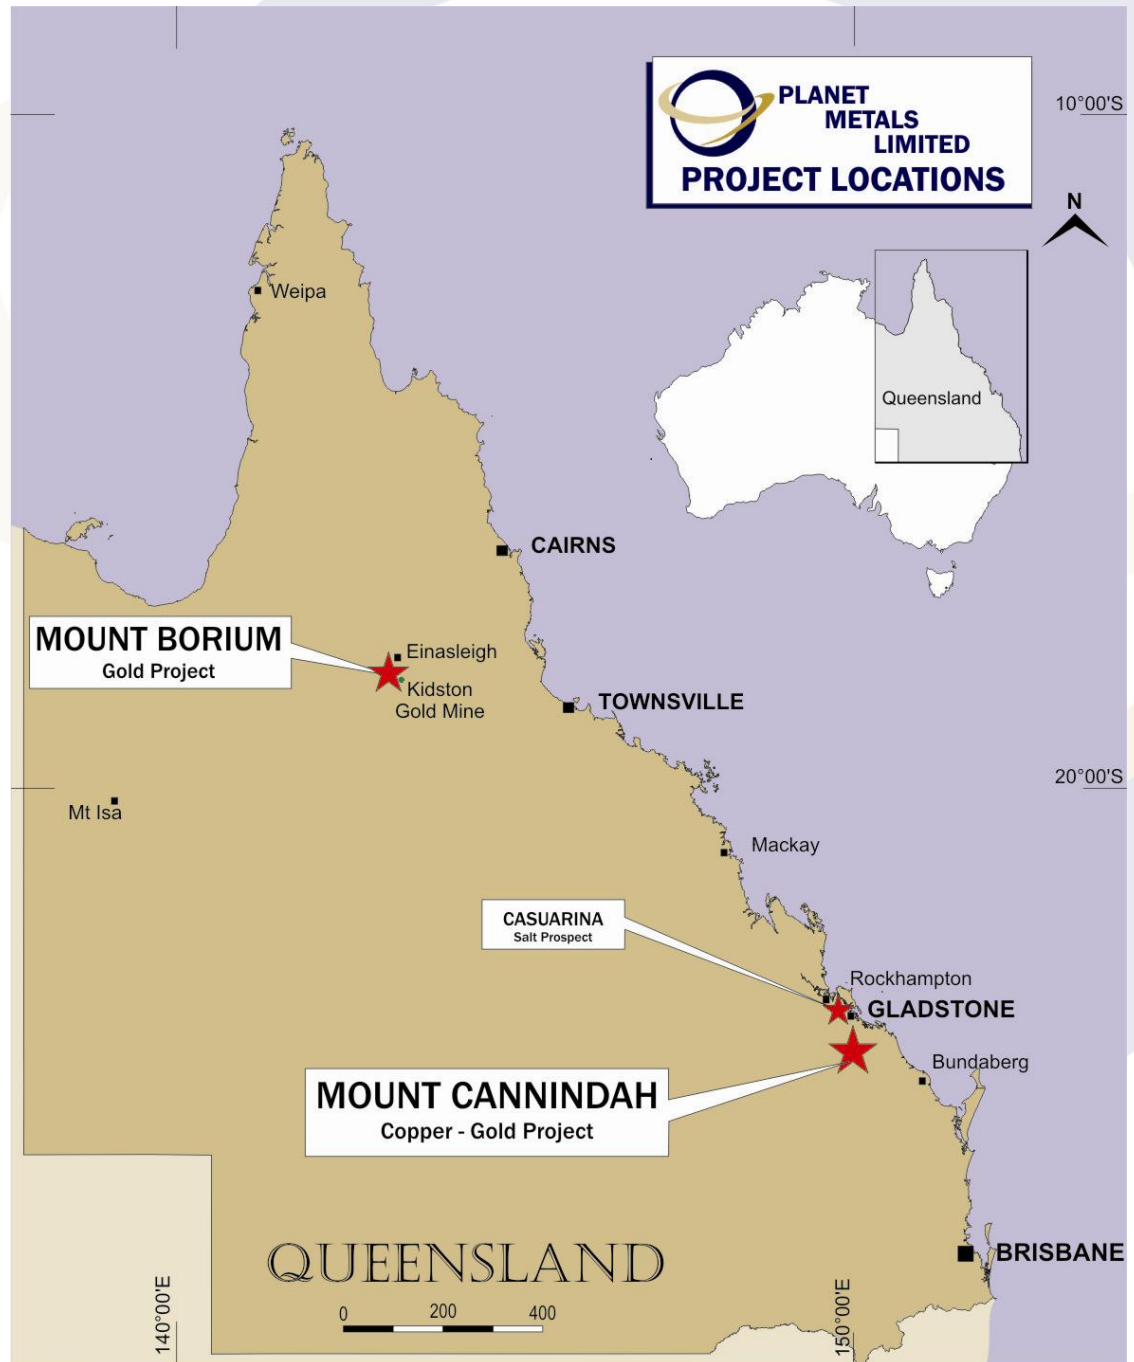 PLANET
METALS
LIMITED
PROJECT LOCATIONS
10°00'S
N
Weipa
Queensland
CAIRNS
MOUNT BORIUM
Gold Project
Einasleigh
Kidston
Gold Mine
TOWNSVILLE
20°00'S
Mt Isa
Mackay
CASUARINA
Salt Prospect
Rockhampton
GLADSTONE
Bundaberg
MOUNT CANNINDAH
Copper - Gold Project
QUEENSLAND
BRISBANE
0 200 400
140°00'E
150°00'E